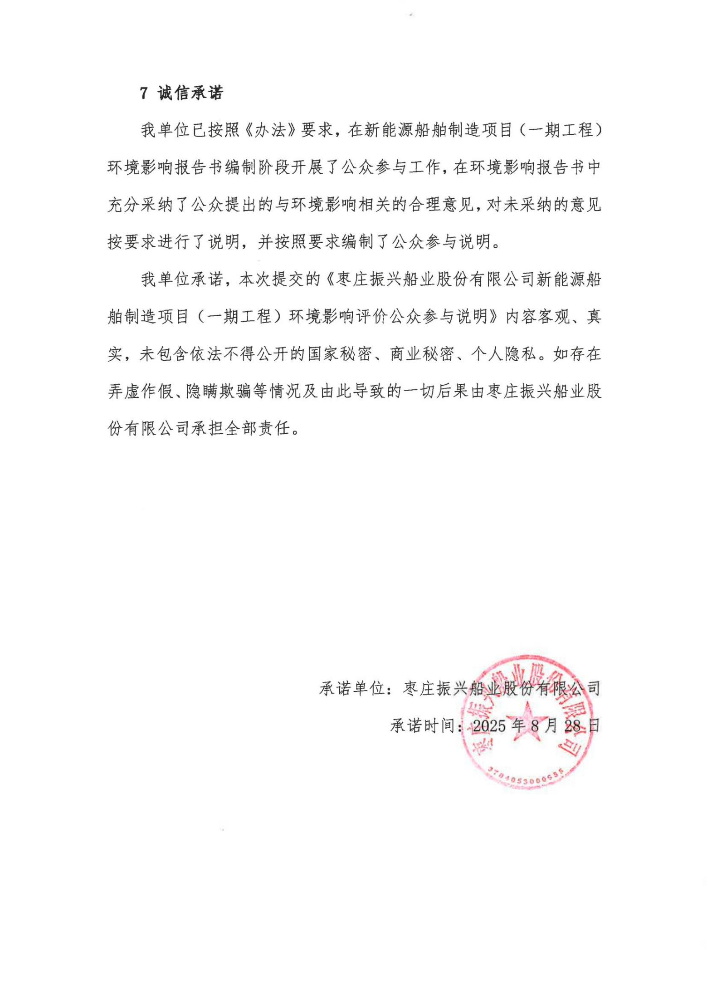 7 诚信承诺
我单位已按照《办法》要求，在新能源船舶制造项目（一期工程）
环境影响报告书编制阶段开展了公众参与工作，在环境影响报告书中
充分采纳了公众提出的与环境影响相关的合理意见，对未采纳的意见
按要求进行了说明，并按照要求编制了公众参与说明。
我单位承诺，本次提交的《枣庄振兴船业股份有限公司新能源船
舶制造项目（一期工程）环境影响评价公众参与说明》内容客观、真
实，未包含依法不得公开的国家秘密、商业秘密、个人隐私。如存在
弄虚作假、隐瞒欺骗等情况及由此导致的一切后果由枣庄振兴船业股
份有限公司承担全部责任。
承诺单位：枣庄振兴船业股份有限公司
承诺时间：2025年8月28日
枣庄振兴船业股份有限公司